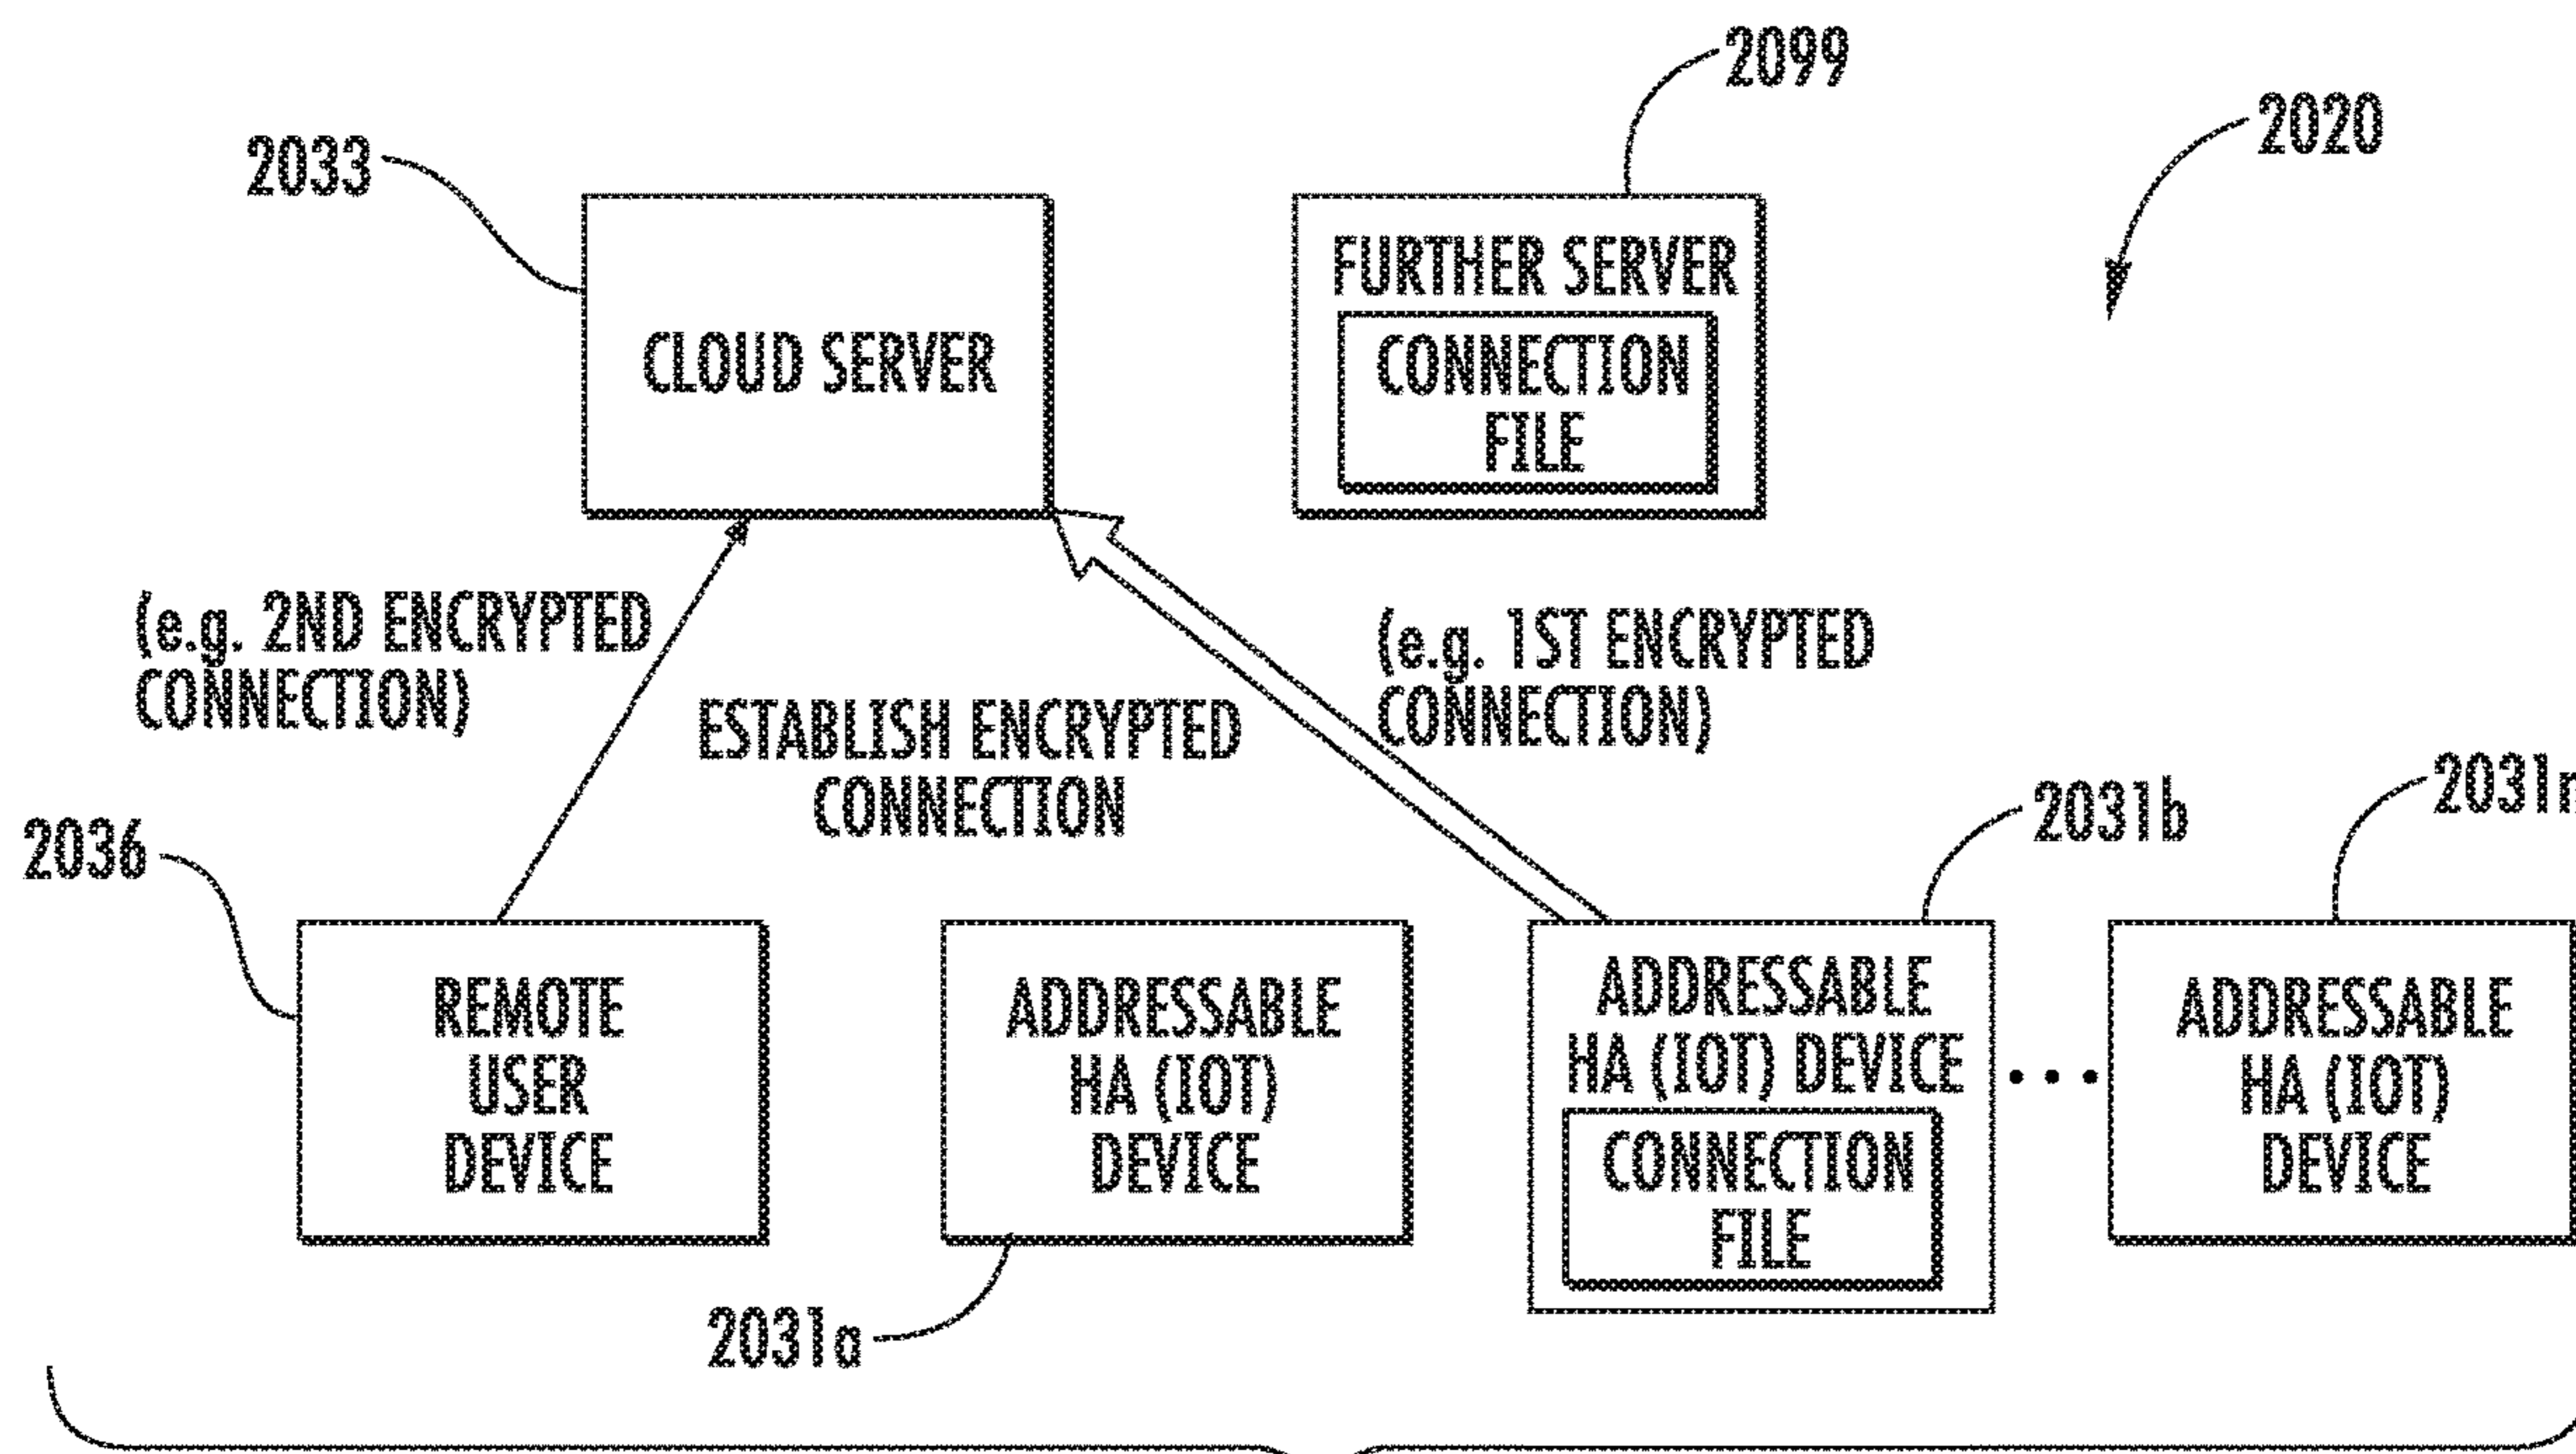 2099
2020
2033
FURTHER SERVER
CLOUD SERVER
CONNECTION
FILE
(e.g. 2ND ENCRYPTED
CONNECTION)
(e.g. 1ST ENCRYPTED
CONNECTION)
ESTABLISH ENCRYPTED
CONNECTION
2036
2031b
2031n
REMOTE
USER
DEVICE
ADDRESSABLE
HA (IOT)
DEVICE
ADDRESSABLE
HA (IOT) DEVICE
CONNECTION
FILE
• • •
ADDRESSABLE
HA (IOT)
DEVICE
2031a